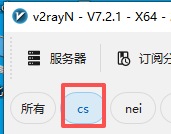 v2rayN - V7.2.1 - X64 -
服务器 订阅分
所有 cs nei